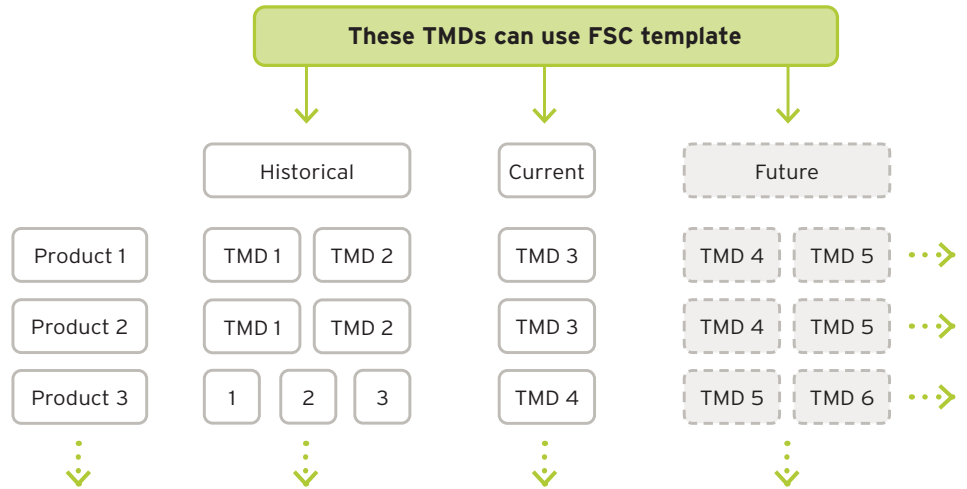 These TMDs can use FSC template
Historical Current Future
Product 1 TMD 1 TMD 2 TMD 3 TMD 4 TMD 5
Product 2 TMD 1 TMD 2 TMD 3 TMD 4 TMD 5
Product 3 1 2 3 TMD 4 TMD 5 TMD 6